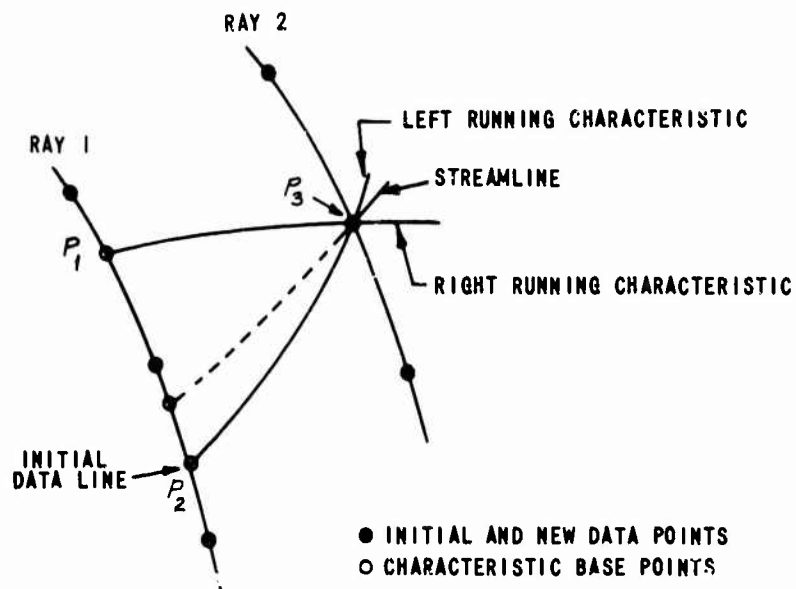 RAY 2
LEFT RUNNING CHARACTERISTIC
RAY 1
P3
STREAMLINE
P1
RIGHT RUNNING CHARACTERISTIC
INITIAL
DATA LINE
P2
● INITIAL AND NEW DATA POINTS
○ CHARACTERISTIC BASE POINTS